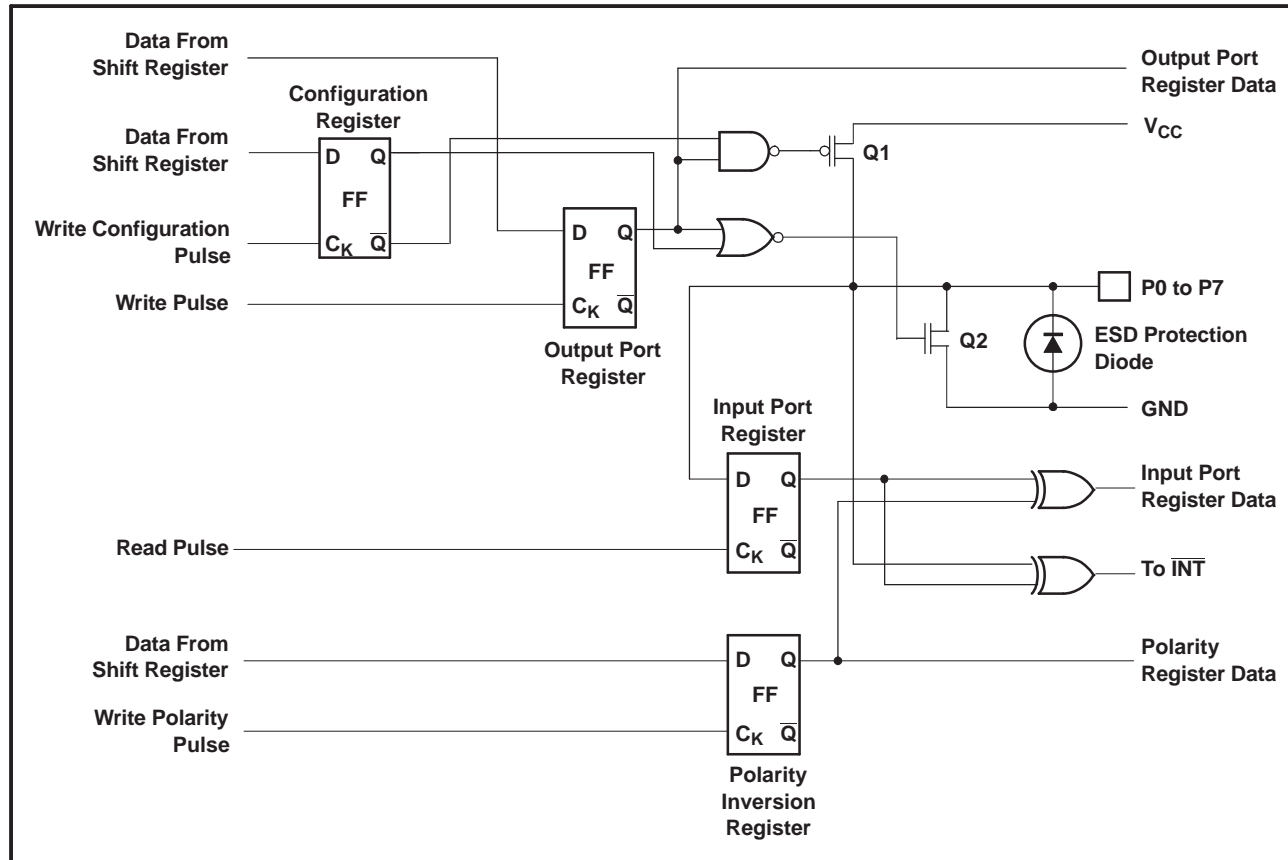 Data From
Shift Register
Configuration
Register
Data From
Shift Register
D
Q
FF
CK
Q̅
Write Configuration
Pulse
Write Pulse
D
Q
FF
CK
Q̅
Output Port
Register
Output Port
Register Data
VCC
Q1
P0 to P7
Q2
ESD Protection
Diode
GND
Input Port
Register
D
Q
FF
CK
Q̅
Read Pulse
Input Port
Register Data
To I̅N̅T̅
Data From
Shift Register
D
Q
FF
CK
Q̅
Write Polarity
Pulse
Polarity
Inversion
Register
Polarity
Register Data